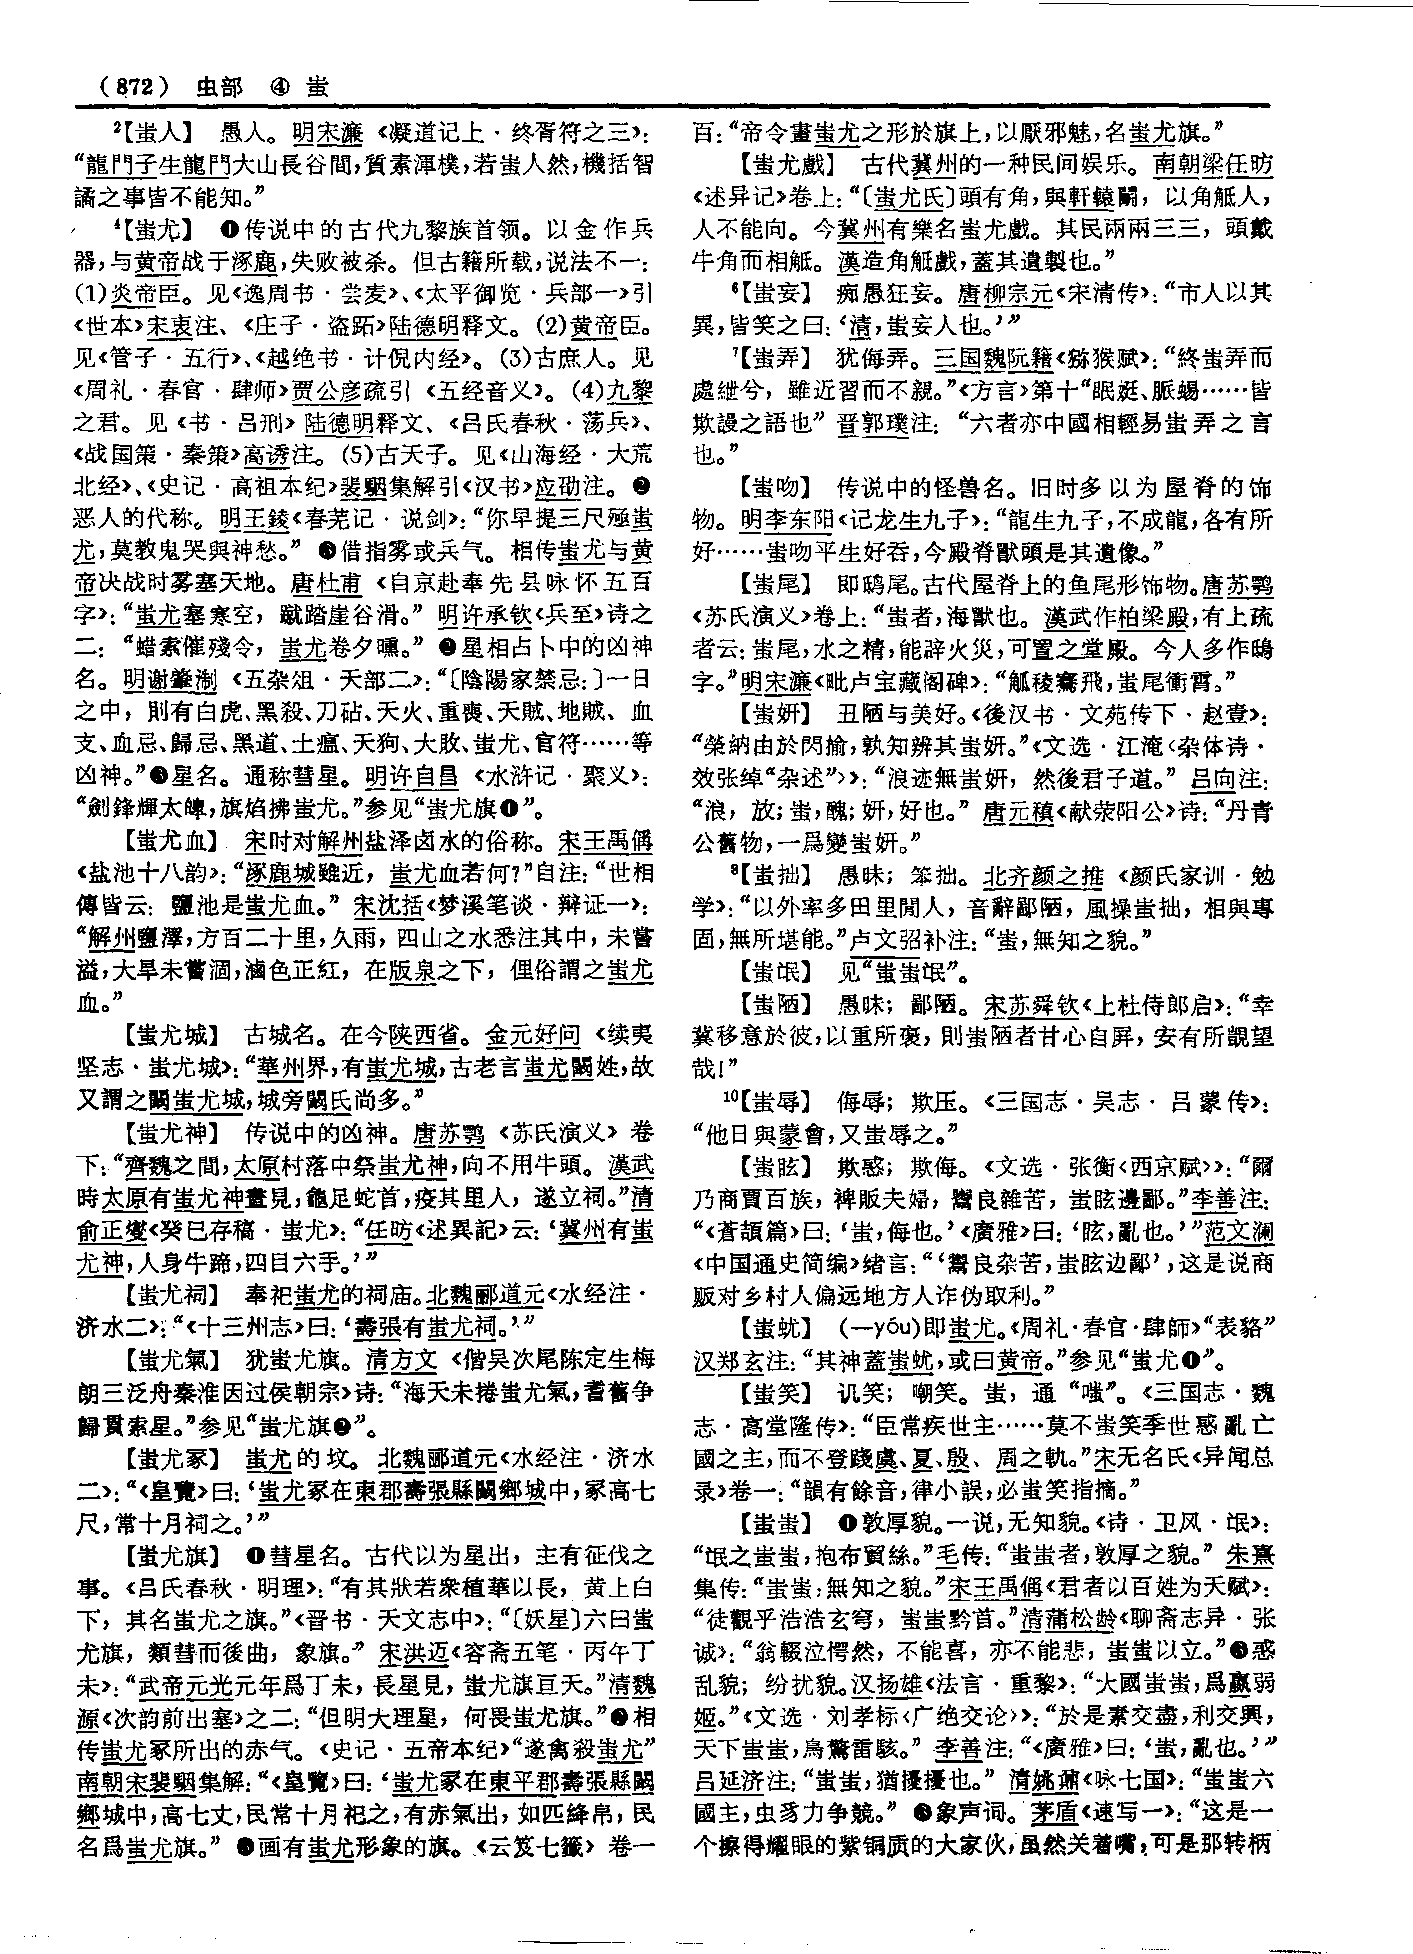 （872） 虫部 ④ 蚩
²【蚩人】 愚人。明宋濂《凝道记上·终胥符之三》：
“龍門子生龍門大山長谷間，質素渾樸，若蚩人然，機括智
譎之事皆不能知。”
⁴【蚩尤】 ❶传说中的古代九黎族首领。以金作兵
器，与黄帝战于涿鹿，失败被杀。但古籍所载，说法不一：
(1)炎帝臣。见《逸周书·尝麦》、《太平御览·兵部一》引
《世本》宋衷注、《庄子·盗跖》陆德明释文。(2)黄帝臣。
见《管子·五行》、《越绝书·计倪内经》。(3)古庶人。见
《周礼·春官·肆师》贾公彦疏引《五经音义》。(4)九黎
之君。见《书·吕刑》陆德明释文、《吕氏春秋·荡兵》、
《战国策·秦策》高诱注。(5)古天子。见《山海经·大荒
北经》、《史记·高祖本纪》裴駰集解引《汉书》应劭注。❷
恶人的代称。明王錂《春芜记·说剑》：“你早提三尺殛蚩
尤，莫教鬼哭與神愁。”❸借指雾或兵气。相传蚩尤与黄
帝决战时雾塞天地。唐杜甫《自京赴奉先县咏怀五百
字》：“蚩尤塞寒空，蹴踏崖谷滑。”明许承钦《兵至》诗之
二：“蜡素催殘令，蚩尤卷夕曛。”❷星相占卜中的凶神
名。明谢肇淛《五杂俎·天部二》：“〔陰陽家禁忌：〕一日
之中，則有白虎、黑殺、刀砧、天火、重喪、天賊、地賊、血
支、血忌、歸忌、黑道、土瘟、天狗、大敗、蚩尤、官符……等
凶神。”❸星名。通称彗星。明许自昌《水浒记·聚义》：
“劍鋒輝太皞，旗焰拂蚩尤。”参见“蚩尤旗❶”。
【蚩尤血】 宋时对解州盐泽卤水的俗称。宋王禹偁
《盐池十八韵》：“涿鹿城雖近，蚩尤血若何？”自注：“世相
傳皆云：鹽池是蚩尤血。”宋沈括《梦溪笔谈·辩证一》：
“解州鹽澤，方百二十里，久雨，四山之水悉注其中，未嘗
溢，大旱未嘗涸，滷色正紅，在版泉之下，俚俗謂之蚩尤
血。”
【蚩尤城】 古城名。在今陕西省。金元好问《续夷
坚志·蚩尤城》：“華州界，有蚩尤城，古老言蚩尤闞姓，故
又謂之闞蚩尤城，城旁闞氏尚多。”
【蚩尤神】 传说中的凶神。唐苏鹗《苏氏演义》卷
下：“齊魏之間，太原村落中祭蚩尤神，向不用牛頭。漢武
時太原有蚩尤神晝見，龜足蛇首，疫其里人，遂立祠。”清
俞正燮《癸巳存稿·蚩尤》：“任昉《述異記》云：‘冀州有蚩
尤神，人身牛蹄，四目六手。’”
【蚩尤祠】 奉祀蚩尤的祠庙。北魏郦道元《水经注·
济水二》：“《十三州志》曰：‘壽張有蚩尤祠。’”
【蚩尤氣】 犹蚩尤旗。清方文《偕吴次尾陈定生梅
朗三泛舟秦淮因过侯朝宗》诗：“海天未捲蚩尤氣，耆舊争
歸貫索星。”参见“蚩尤旗❷”。
【蚩尤冢】 蚩尤的坟。北魏郦道元《水经注·济水
二》：“《皇覽》曰：‘蚩尤冢在東郡壽張縣闞鄉城中，冢高七
尺，常十月祠之。’”
【蚩尤旗】 ❶彗星名。古代以为星出，主有征伐之
事。《吕氏春秋·明理》：“有其狀若衆植華以長，黄上白
下，其名蚩尤之旗。”《晋书·天文志中》：“〔妖星〕六曰蚩
尤旗，類彗而後曲，象旗。”宋洪迈《容斋五笔·丙午丁
未》：“武帝元光元年爲丁未，長星見，蚩尤旗亘天。”清魏
源《次韵前出塞》之二：“但明大理星，何畏蚩尤旗。”❷相
传蚩尤冢所出的赤气。《史记·五帝本纪》“遂禽殺蚩尤”
南朝宋裴駰集解：“《皇覽》曰：‘蚩尤冢在東平郡壽張縣闞
鄉城中，高七丈，民常十月祀之，有赤氣出，如匹絳帛，民
名爲蚩尤旗。”❸画有蚩尤形象的旗。《云笈七籤》卷一
百：“帝令畫蚩尤之形於旗上，以厭邪魅，名蚩尤旗。”
【蚩尤戲】 古代冀州的一种民间娱乐。南朝梁任昉
《述异记》卷上：“〔蚩尤氏〕頭有角，與軒轅鬭，以角觝人，
人不能向。今冀州有樂名蚩尤戲。其民兩兩三三，頭戴
牛角而相觝。漢造角觝戲，蓋其遺製也。”
⁶【蚩妄】 痴愚狂妄。唐柳宗元《宋清传》：“市人以其
異，皆笑之曰：‘清，蚩妄人也。’”
⁷【蚩弄】 犹侮弄。三国魏阮籍《猕猴赋》：“終蚩弄而
處紲兮，雖近習而不親。”《方言》第十“眠娗、脈蜴……皆
欺謾之語也”晋郭璞注：“六者亦中國相輕易蚩弄之言
也。”
【蚩吻】 传说中的怪兽名。旧时多以为屋脊的饰
物。明李东阳《记龙生九子》：“龍生九子，不成龍，各有所
好……蚩吻平生好吞，今殿脊獸頭是其遺像。”
【蚩尾】 即鸱尾。古代屋脊上的鱼尾形饰物。唐苏鹗
《苏氏演义》卷上：“蚩者，海獸也。漢武作柏梁殿，有上疏
者云：蚩尾，水之精，能辟火災，可置之堂殿。今人多作鴟
字。”明宋濂《毗卢宝藏阁碑》：“觚稜騫飛，蚩尾衝霄。”
【蚩妍】 丑陋与美好。《後汉书·文苑传下·赵壹》：
“榮納由於閃揄，孰知辨其蚩妍。”《文选·江淹〈杂体诗·
效张绰“杂述”〉》：“浪迹無蚩妍，然後君子道。”吕向注：
“浪，放；蚩，醜；妍，好也。”唐元稹《献荥阳公》诗：“丹青
公舊物，一爲變蚩妍。”
⁸【蚩拙】 愚昧；笨拙。北齐颜之推《颜氏家训·勉
学》：“以外率多田里閒人，音辭鄙陋，風操蚩拙，相與專
固，無所堪能。”卢文弨补注：“蚩，無知之貌。”
【蚩氓】 见“蚩蚩氓”。
【蚩陋】 愚昧；鄙陋。宋苏舜钦《上杜侍郎启》：“幸
冀移意於彼，以重所褒，則蚩陋者甘心自屏，安有所覬望
哉！”
¹⁰【蚩辱】 侮辱；欺压。《三国志·吴志·吕蒙传》：
“他日與蒙會，又蚩辱之。”
【蚩眩】 欺惑；欺侮。《文选·张衡〈西京赋〉》：“爾
乃商賈百族，裨販夫婦，鬻良雜苦，蚩眩邊鄙。”李善注：
“《蒼頡篇》曰：‘蚩，侮也。’《廣雅》曰：‘眩，亂也。’”范文澜
《中国通史简编》绪言：“‘鬻良杂苦，蚩眩边鄙’，这是说商
贩对乡村人偏远地方人诈伪取利。”
【蚩蚘】 (—yóu)即蚩尤。《周礼·春官·肆師》“表貉”
汉郑玄注：“其神蓋蚩蚘，或曰黄帝。”参见“蚩尤❶”。
【蚩笑】 讥笑；嘲笑。蚩，通“嗤”。《三国志·魏
志·高堂隆传》：“臣常疾世主……莫不蚩笑季世惑亂亡
國之主，而不登踐虞、夏、殷、周之軌。”宋无名氏《异闻总
录》卷一：“韻有餘音，律小誤，必蚩笑指摘。”
【蚩蚩】 ❶敦厚貌。一说，无知貌。《诗·卫风·氓》：
“氓之蚩蚩，抱布貿絲。”毛传：“蚩蚩者，敦厚之貌。”朱熹
集传：“蚩蚩：無知之貌。”宋王禹偁《君者以百姓为天赋》：
“徒觀乎浩浩玄穹，蚩蚩黔首。”清蒲松龄《聊斋志异·张
诚》：“翁輟泣愕然，不能喜，亦不能悲，蚩蚩以立。”❷惑
乱貌；纷扰貌。汉扬雄《法言·重黎》：“大國蚩蚩，爲嬴弱
姬。”《文选·刘孝标〈广绝交论〉》：“於是素交盡，利交興，
天下蚩蚩，鳥驚雷駭。”李善注：“《廣雅》曰：‘蚩，亂也。’”
吕延济注：“蚩蚩，猶擾擾也。”清姚鼐《咏七国》：“蚩蚩六
國主，虫豸力争競。”❸象声词。茅盾《速写一》：“这是一
个擦得耀眼的紫铜质的大家伙，虽然关着嘴，可是那转柄